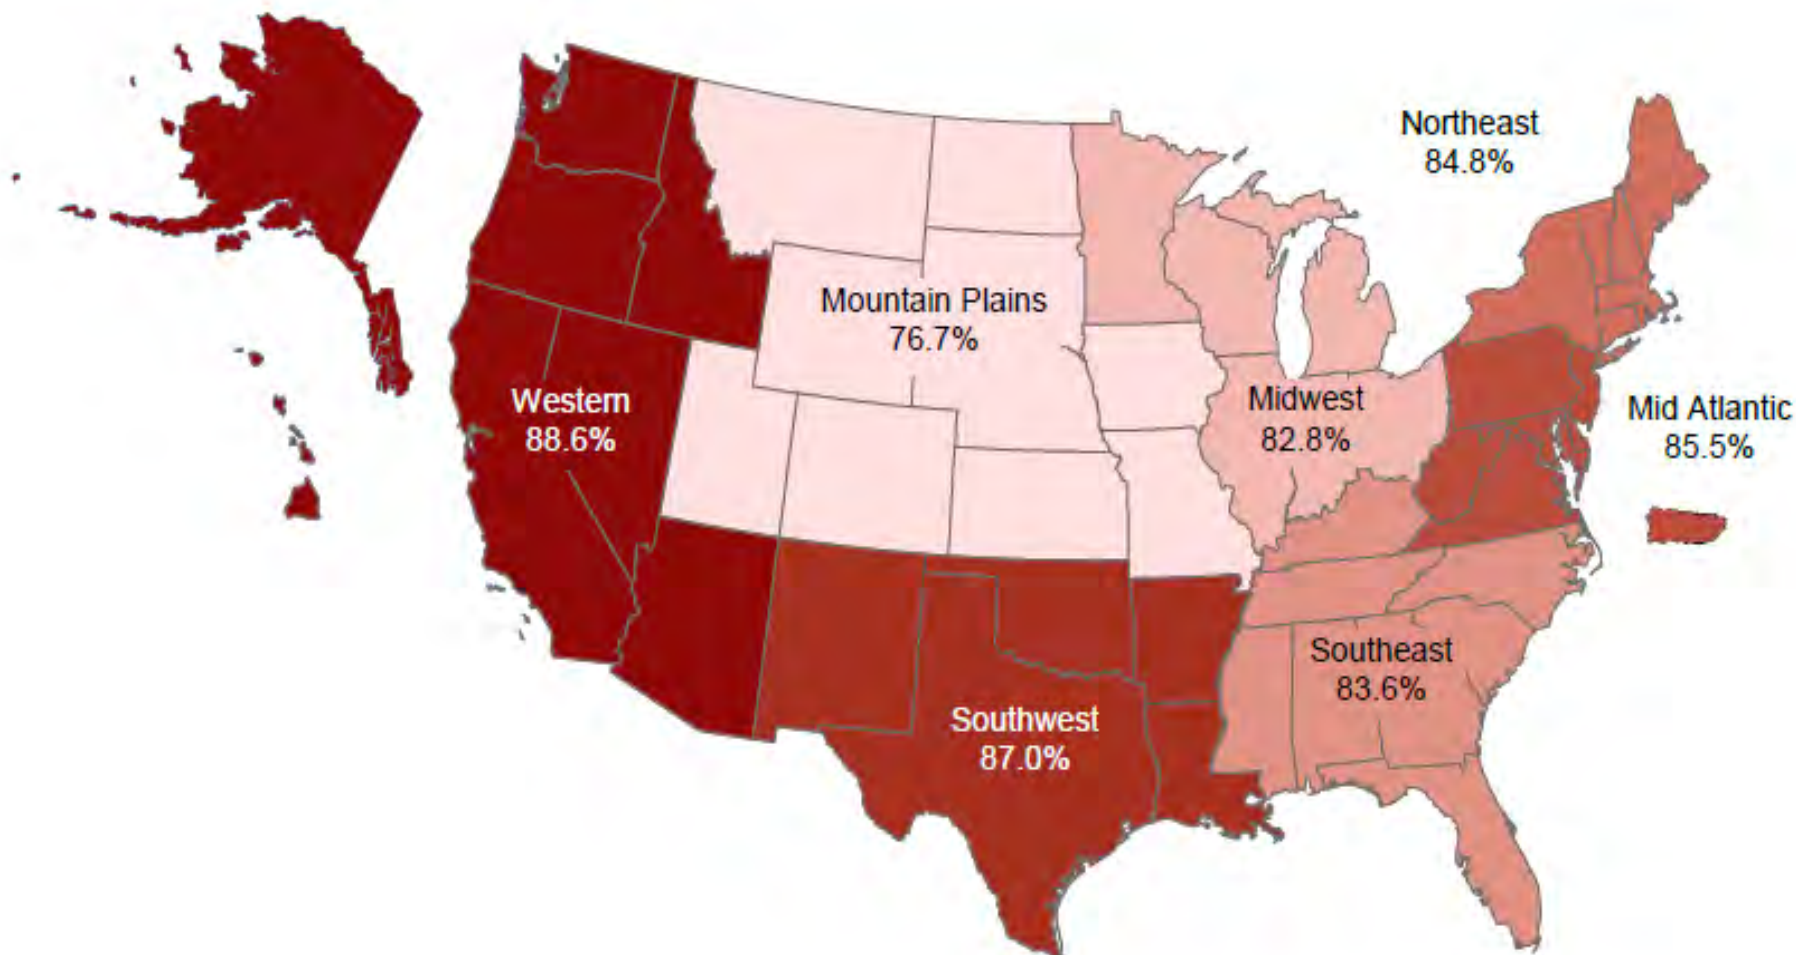 Northeast
84.8%
Mountain Plains
76.7%
Western
88.6%
Midwest
82.8%
Mid Atlantic
85.5%
Southeast
83.6%
Southwest
87.0%